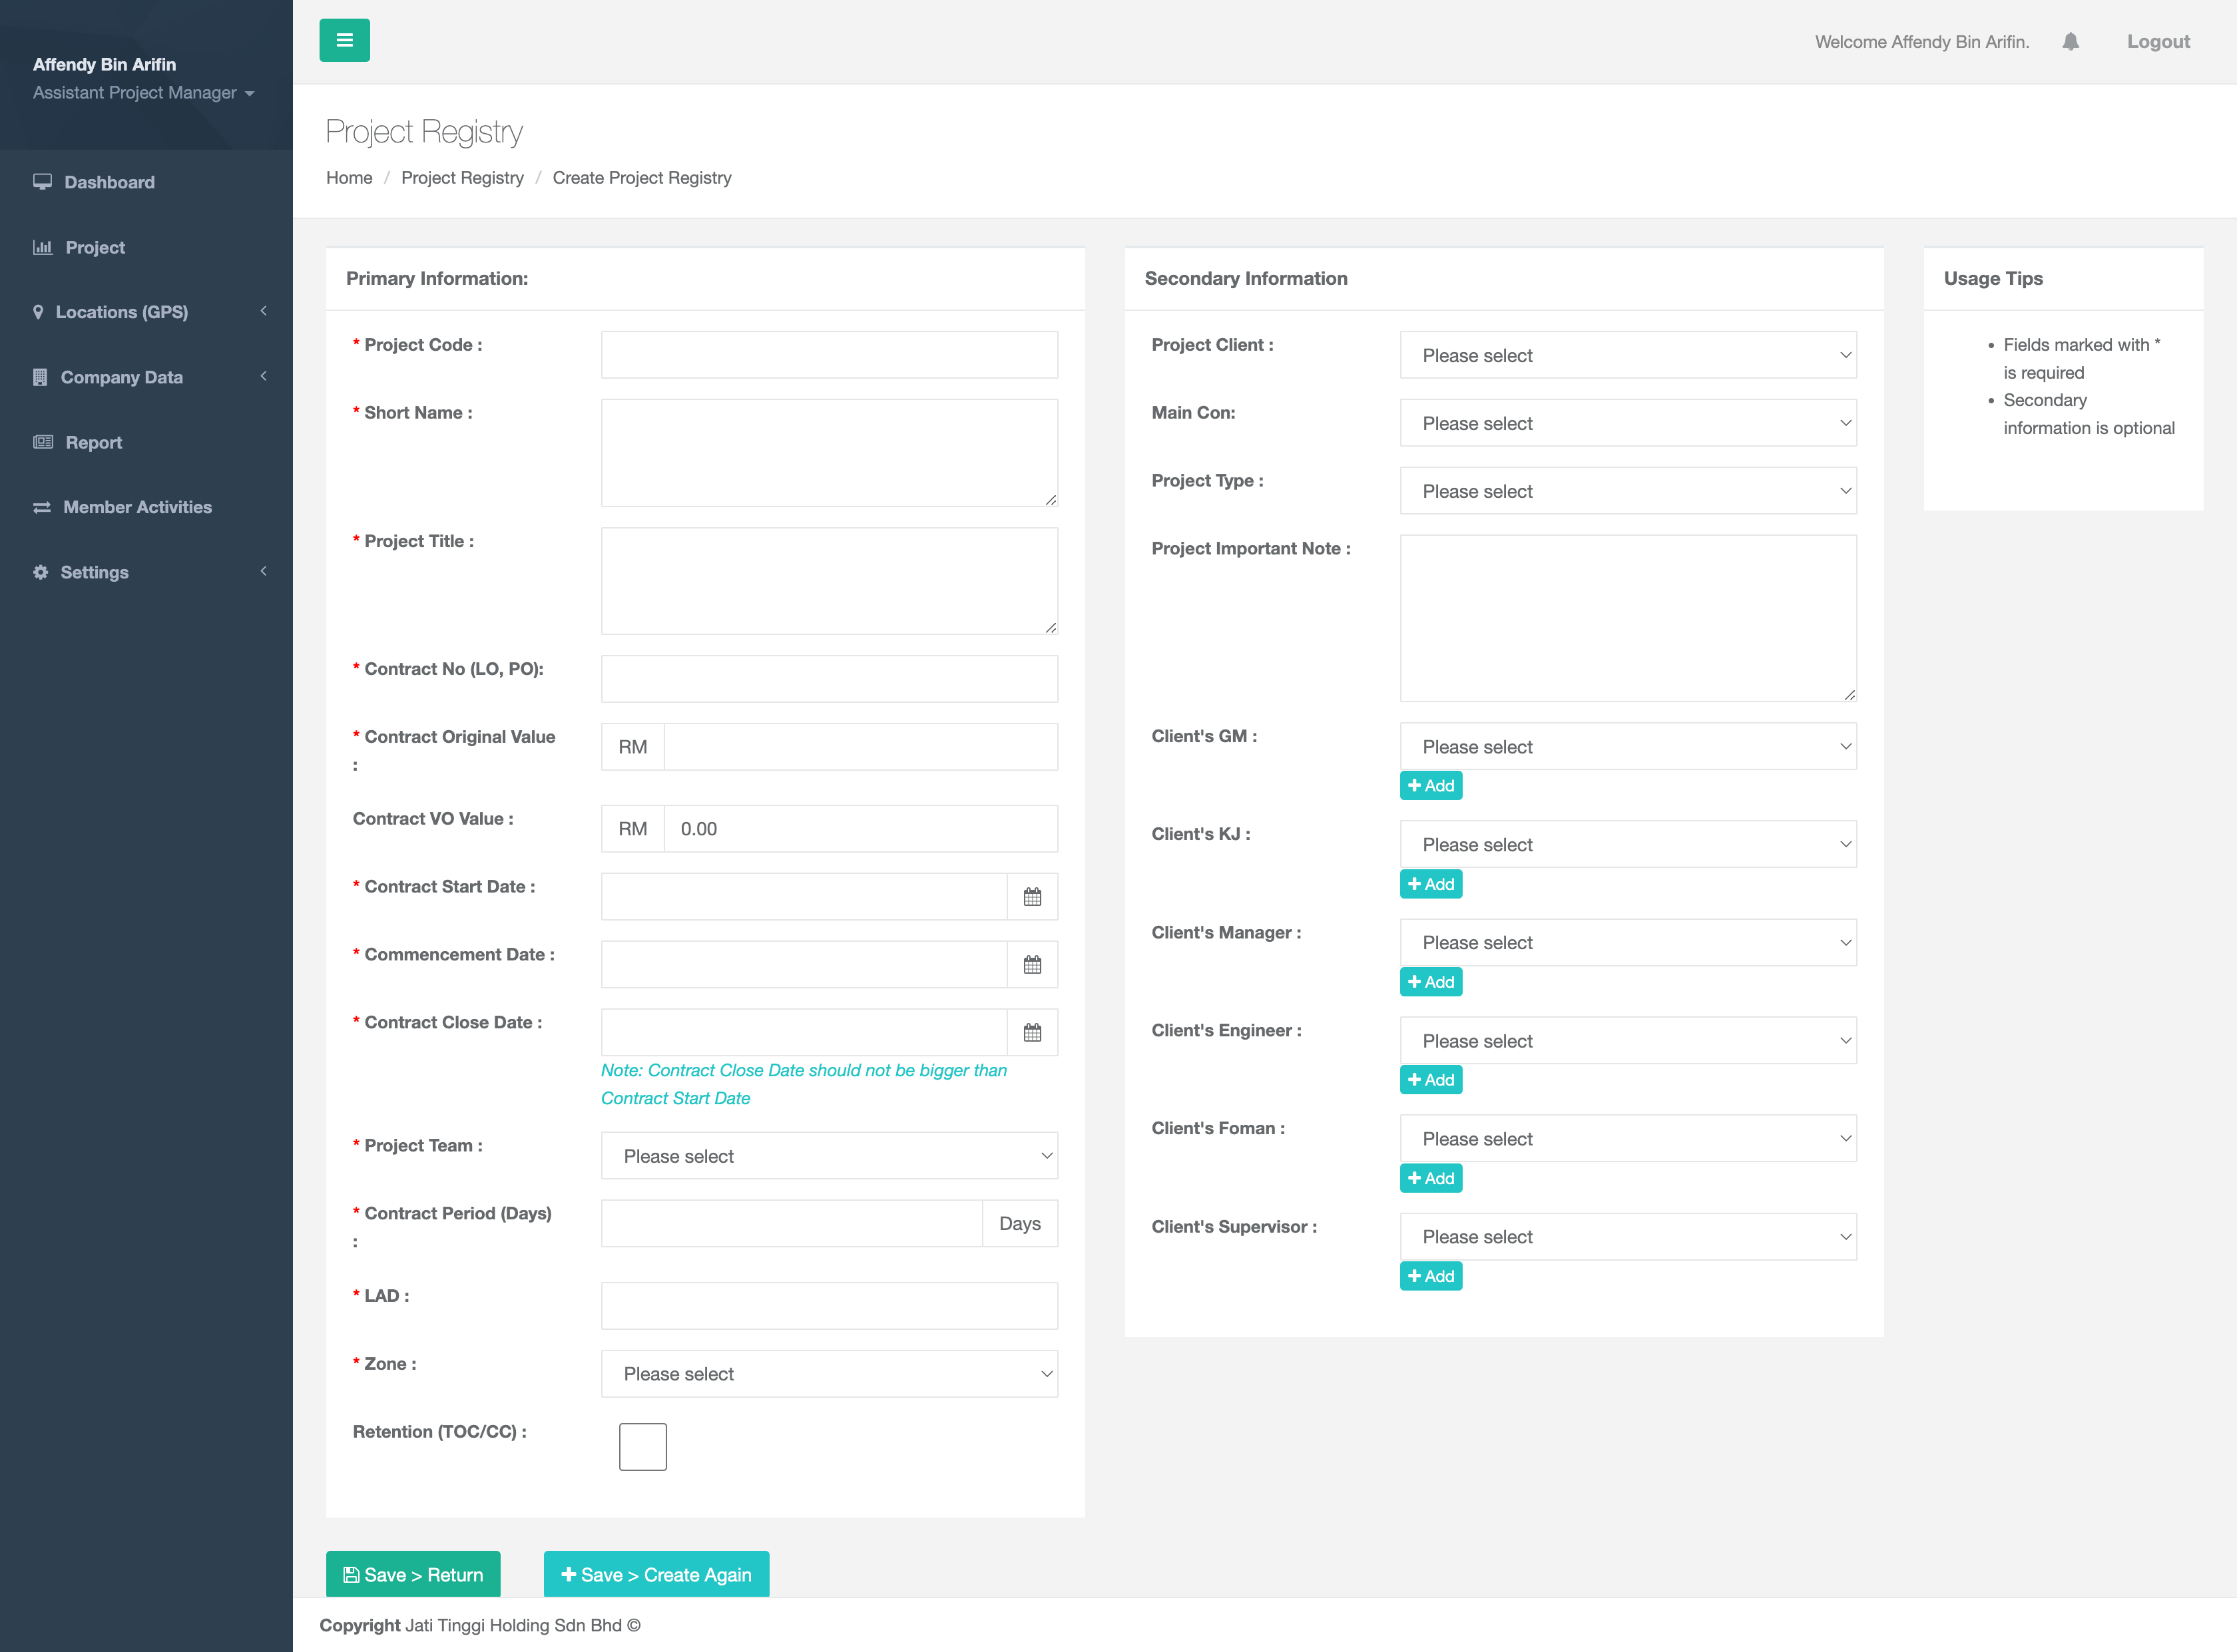 Affendy Bin Arifin
Assistant Project Manager
Dashboard
Project
Locations (GPS)
Company Data
Report
Member Activities
Settings
Welcome Affendy Bin Arifin.
Logout
Project Registry
Home / Project Registry / Create Project Registry
Primary Information:
* Project Code :
* Short Name :
* Project Title :
* Contract No (LO, PO):
* Contract Original Value
:
RM
Contract VO Value :
RM 0.00
* Contract Start Date :
* Commencement Date :
* Contract Close Date :
Note: Contract Close Date should not be bigger than
Contract Start Date
* Project Team :
Please select
* Contract Period (Days)
:
Days
* LAD :
* Zone :
Please select
Retention (TOC/CC) :
Save > Return
Save > Create Again
Secondary Information
Project Client :
Please select
Main Con:
Please select
Project Type :
Please select
Project Important Note :
Client's GM :
Please select
Add
Client's KJ :
Please select
Add
Client's Manager :
Please select
Add
Client's Engineer :
Please select
Add
Client's Foman :
Please select
Add
Client's Supervisor :
Please select
Add
Usage Tips
• Fields marked with *
is required
• Secondary
information is optional
Copyright Jati Tinggi Holding Sdn Bhd ©